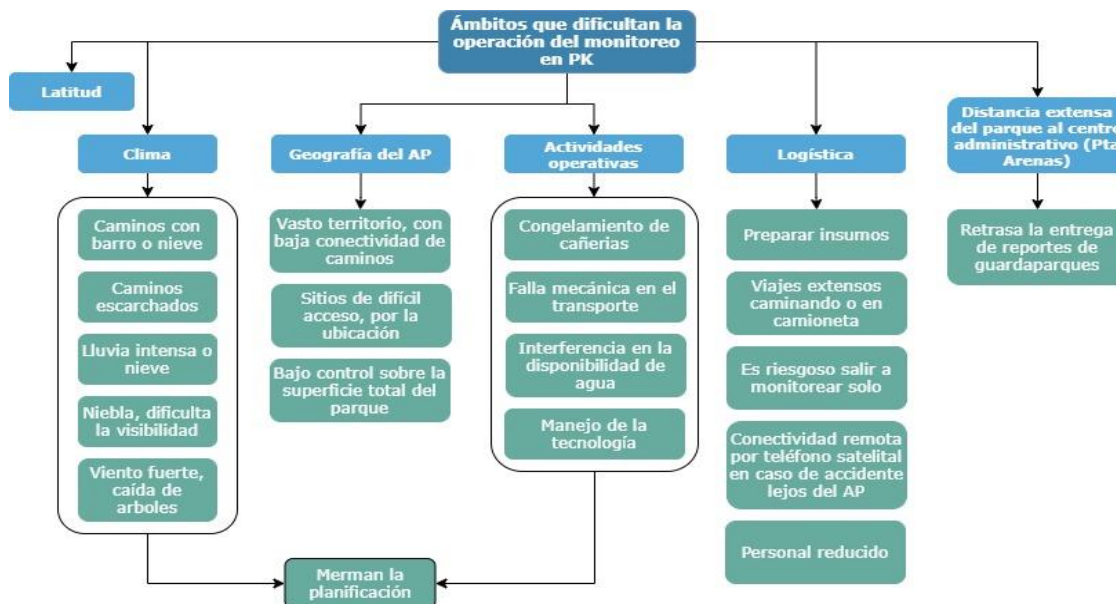 Ámbitos que dificultan la
operación del monitoreo
en PK
Latitud
Clima
Caminos con
barro o nieve
Caminos
escarchados
Lluvia intensa o
nieve
Niebla, dificulta
la visibilidad
Viento fuerte,
caída de
arboles
Geografía del AP
Vasto territorio, con
baja conectividad de
caminos
Sitios de difícil
acceso, por la
ubicación
Bajo control sobre la
superficie total del
parque
Actividades
operativas
Congelamiento de
cañerias
Falla mecánica en el
transporte
Interferencia en la
disponibilidad de
agua
Manejo de la
tecnología
Merman la
planificación
Logística
Preparar insumos
Viajes extensos
caminando o en
camioneta
Es riesgoso salir a
monitorear solo
Conectividad remota
por teléfono satelital
en caso de accidente
lejos del AP
Personal reducido
Distancia extensa
del parque al centro
administrativo (Pta
Arenas)
Retrasa la entrega
de reportes de
guardaparques